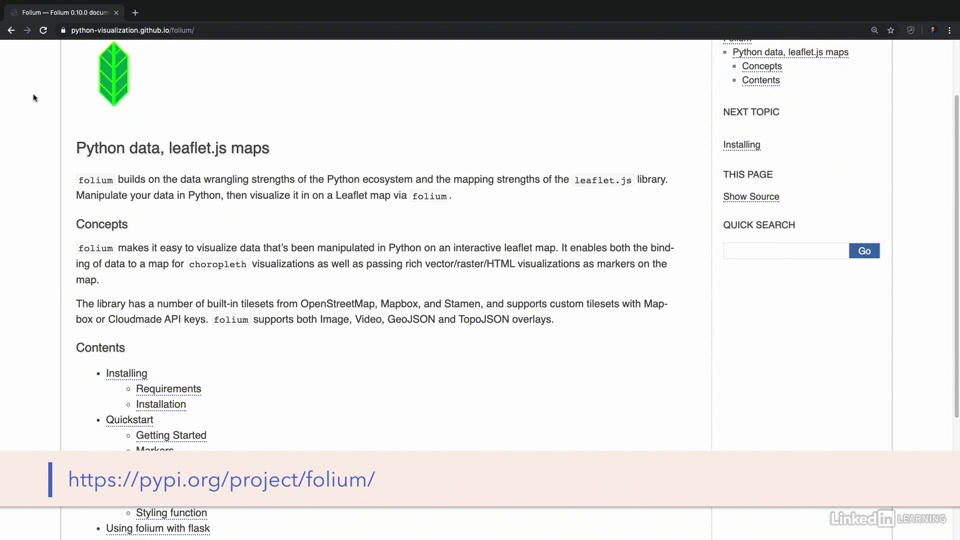 Folium — Folium 0.10.0 docum
python-visualization.github.io/folium/
Folium
Python data, leaflet.js maps
Concepts
Contents
NEXT TOPIC
Installing
THIS PAGE
Show Source
QUICK SEARCH
Go
Python data, leaflet.js maps
folium builds on the data wrangling strengths of the Python ecosystem and the mapping strengths of the leaflet.js library.
Manipulate your data in Python, then visualize it in on a Leaflet map via folium.
Concepts
folium makes it easy to visualize data that's been manipulated in Python on an interactive leaflet map. It enables both the bind-
ing of data to a map for choropleth visualizations as well as passing rich vector/raster/HTML visualizations as markers on the
map.
The library has a number of built-in tilesets from OpenStreetMap, Mapbox, and Stamen, and supports custom tilesets with Map-
box or Cloudmade API keys. folium supports both Image, Video, GeoJSON and TopoJSON overlays.
Contents
• Installing
◦ Requirements
◦ Installation
• Quickstart
◦ Getting Started
◦ Markers
https://pypi.org/project/folium/
◦ Styling function
• Using folium with flask
LinkedIn LEARNING